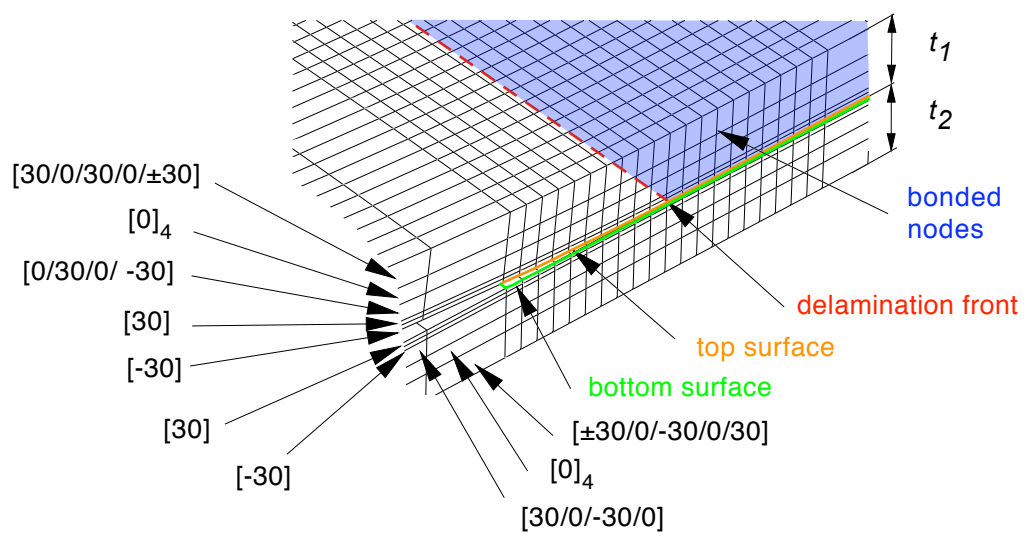 t1
t2
[30/0/30/0/±30]
[0]4
[0/30/0/ -30]
[30]
[-30]
[30]
[-30]
bonded
nodes
delamination front
top surface
bottom surface
[±30/0/-30/0/30]
[0]4
[30/0/-30/0]